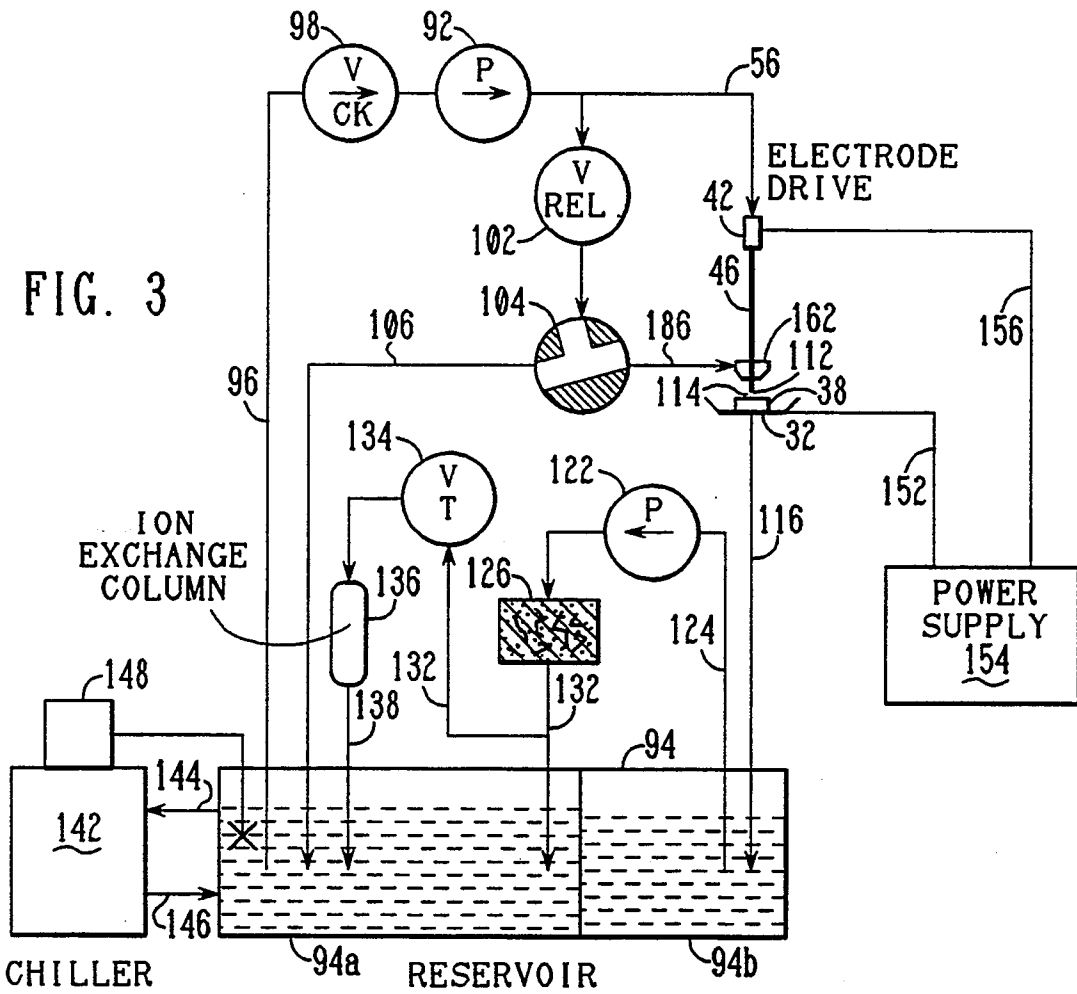 98
92
V
CK
P
56
ELECTRODE
DRIVE
V
REL.
42
102
46
156
FIG. 3
104
106
186
162
112
96
114
38
32
134
V
T
122
P
152
116
ION
EXCHANGE
COLUMN
136
126
POWER
SUPPLY
154
124
148
132
138
132
94
144
142
146
94a
94b
CHILLER
RESERVOIR